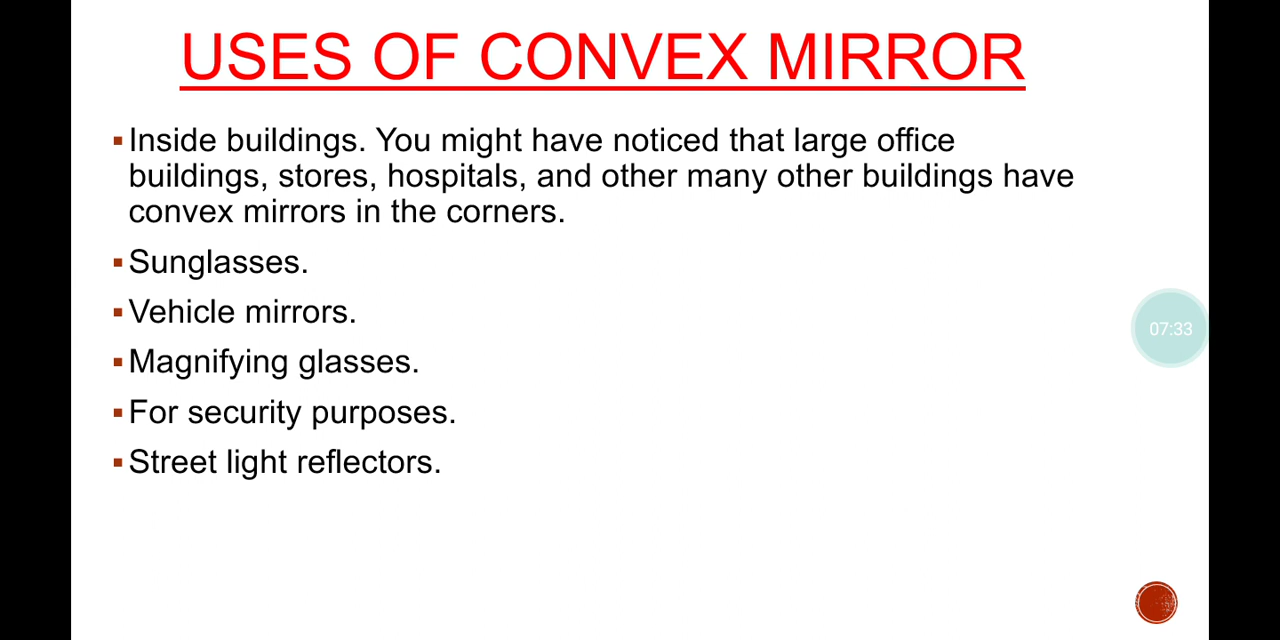 USES OF CONVEX MIRROR
▪Inside buildings. You might have noticed that large office
buildings, stores, hospitals, and other many other buildings have
convex mirrors in the corners.
▪Sunglasses.
▪Vehicle mirrors.
▪Magnifying glasses.
▪For security purposes.
▪Street light reflectors.
07:33